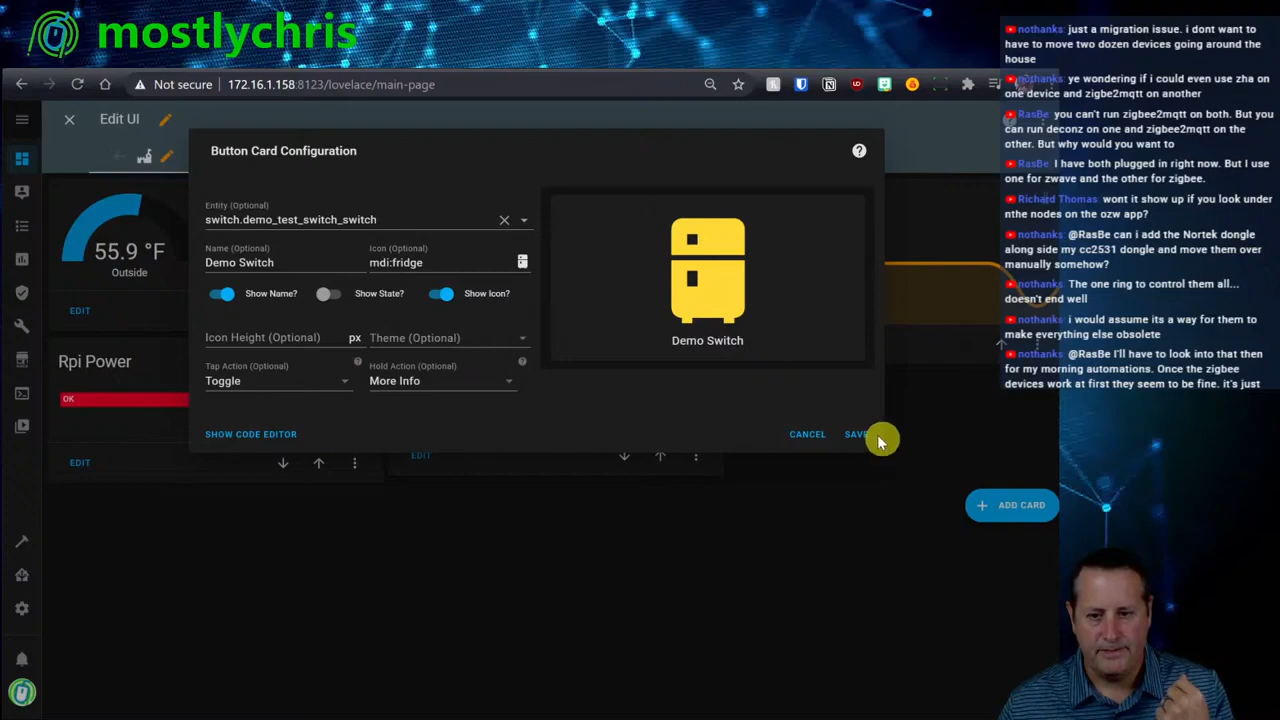 mostlychris
Not secure | 172.16.1.158:8123/lovelace/main-page
Edit UI
Button Card Configuration
Entity (Optional)
switch.demo_test_switch_switch
Name (Optional)
Demo Switch
Icon (Optional)
mdi:fridge
Show Name?
Show State?
Show Icon?
Icon Height (Optional)
px
Theme (Optional)
Tap Action (Optional)
Toggle
Hold Action (Optional)
More Info
SHOW CODE EDITOR
CANCEL
SAVE
Demo Switch
55.9 °F
Outside
EDIT
Rpi Power
OK
EDIT
EDIT
ADD CARD
nothanks: just a migration issue. i dont want
to have to move two dozen devices going around the
house
nothanks: ye wondering if i could even use zha on
one device and zigbe2mqtt on another
RasBe: you can't run zigbee2mqtt on both. But you
can run deconz on one and zigbee2mqtt on the
other. But why would you want to
RasBe: I have both plugged in right now. But I use
one for zwave and the other for zigbee.
Richard Thomas: wont it show up if you look under
nthe nodes on the ozw app?
nothanks: @RasBe can i add the Nortek dongle
along side my cc2531 dongle and move them over
manually somehow?
nothanks: The one ring to control them all...
doesn't end well
nothanks: i would assume its a way for them to
make everything else obsolete
nothanks: @RasBe I'll have to look into that then
for my morning automations. Once the zigbee
devices work at first they seem to be fine. it's just